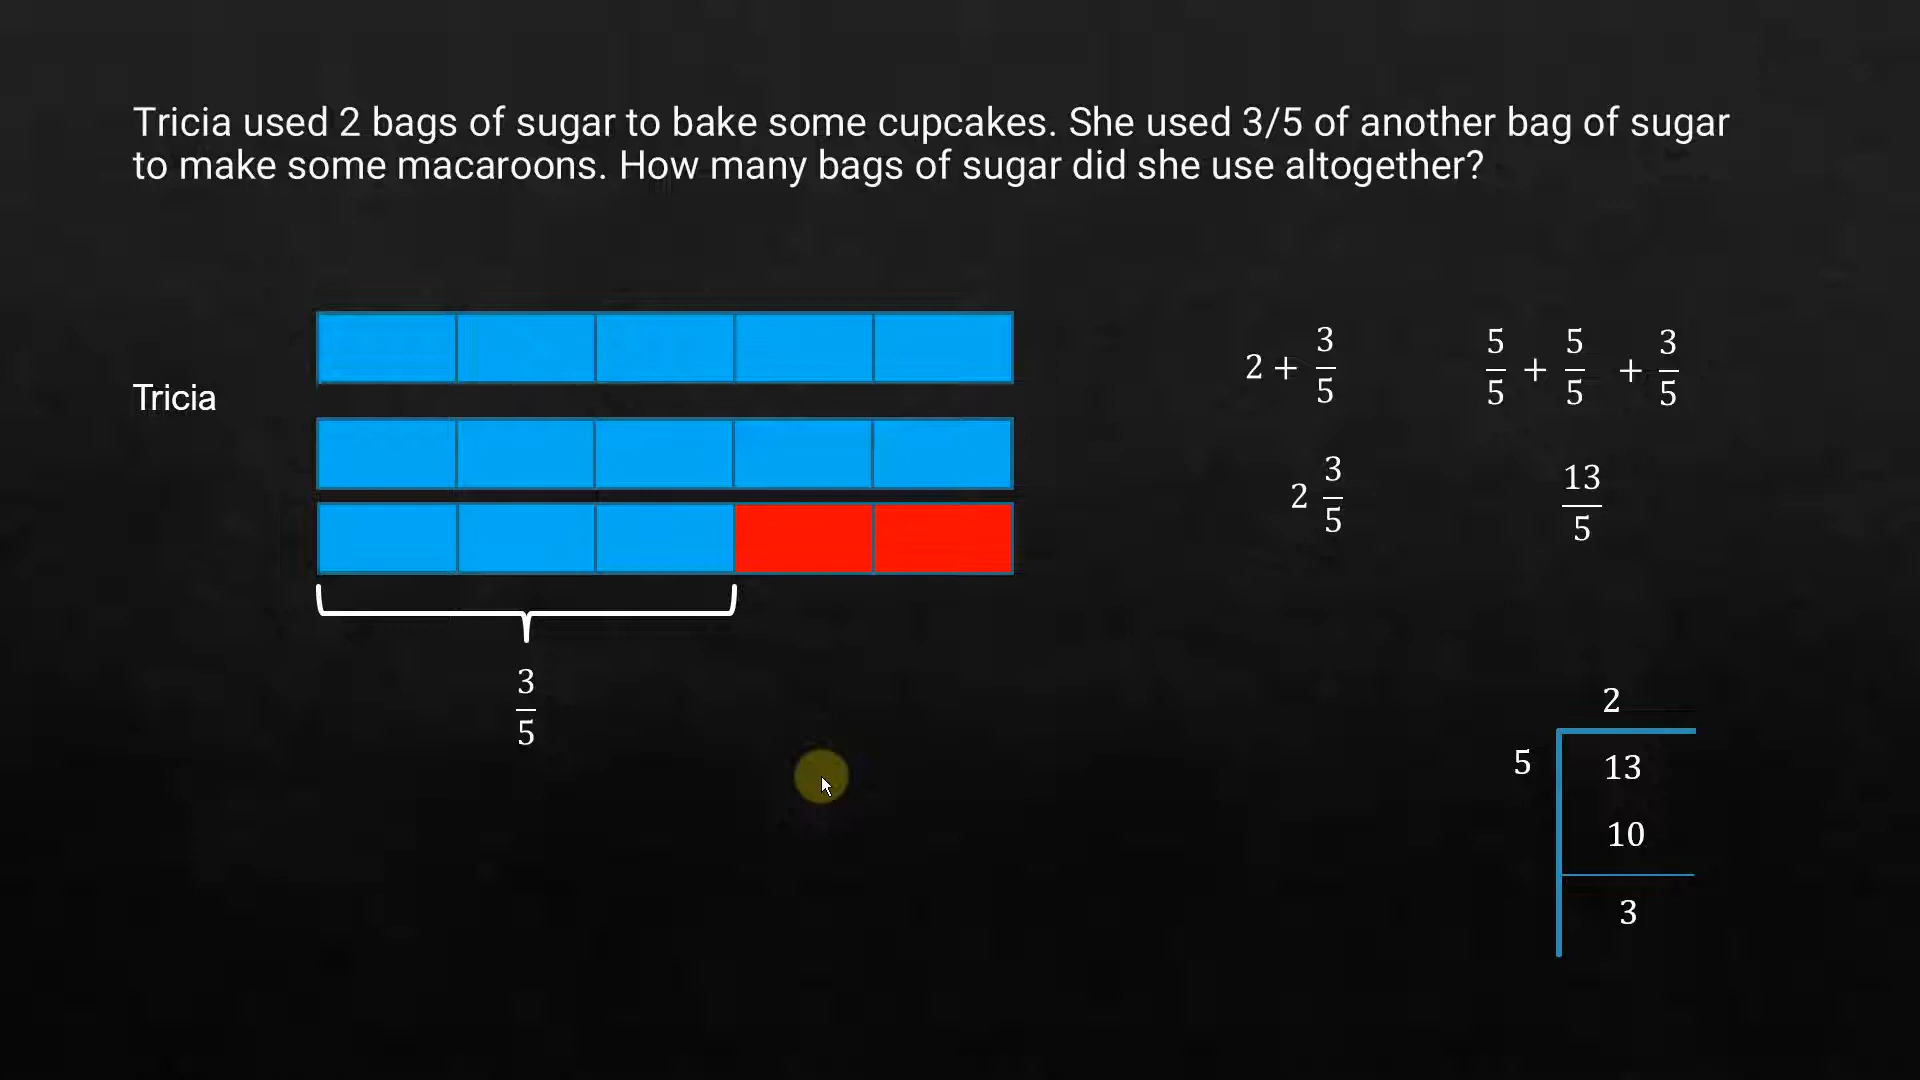 Tricia used 2 bags of sugar to bake some cupcakes. She used 3/5 of another bag of sugar
to make some macaroons. How many bags of sugar did she use altogether?
Tricia
3/5
2 + 3/5
5/5 + 5/5 + 3/5
2 3/5
13/5
2
5 13
10
3